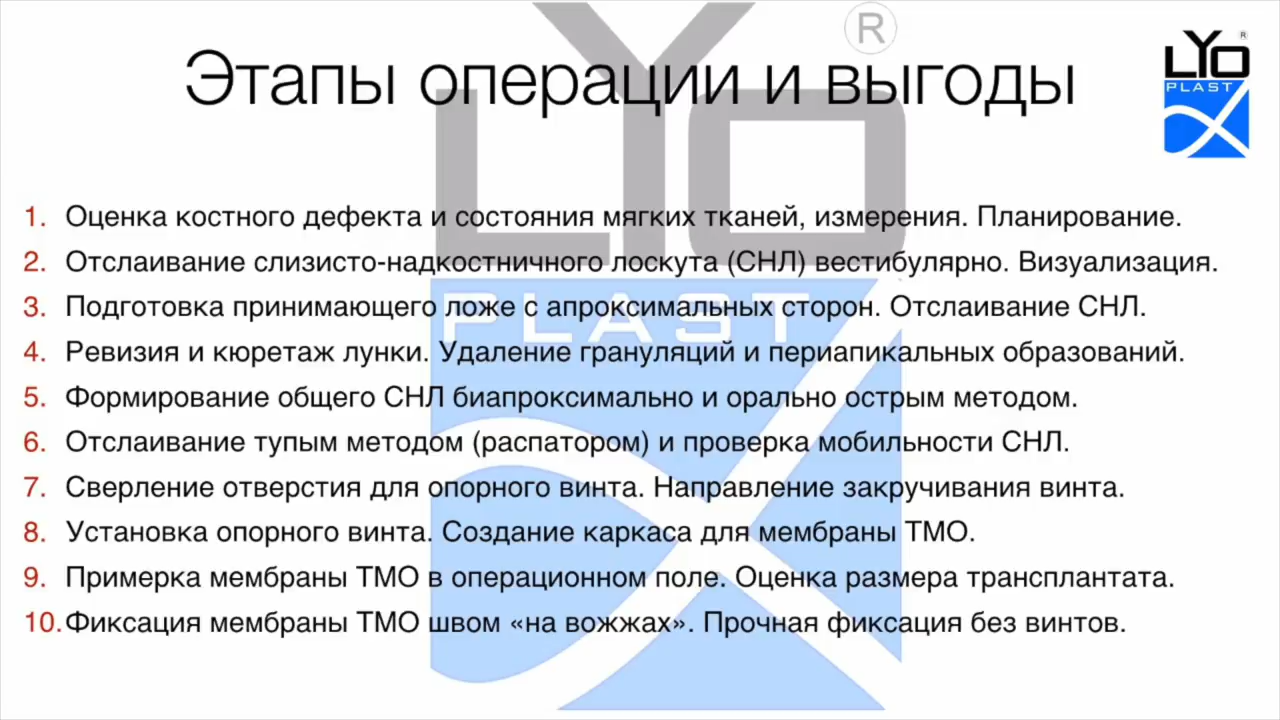 Этапы операции и выгоды
LYO
®
PLAST
1. Оценка костного дефекта и состояния мягких тканей, измерения. Планирование.
2. Отслаивание слизисто-надкостничного лоскута (СНЛ) вестибулярно. Визуализация.
3. Подготовка принимающего ложе с апроксимальных сторон. Отслаивание СНЛ.
4. Ревизия и кюретаж лунки. Удаление грануляций и периапикальных образований.
5. Формирование общего СНЛ биапроксимально и орально острым методом.
6. Отслаивание тупым методом (распатором) и проверка мобильности СНЛ.
7. Сверление отверстия для опорного винта. Направление закручивания винта.
8. Установка опорного винта. Создание каркаса для мембраны ТМО.
9. Примерка мембраны ТМО в операционном поле. Оценка размера трансплантата.
10. Фиксация мембраны ТМО швом «на вожжах». Прочная фиксация без винтов.
LYO
®
PLAST